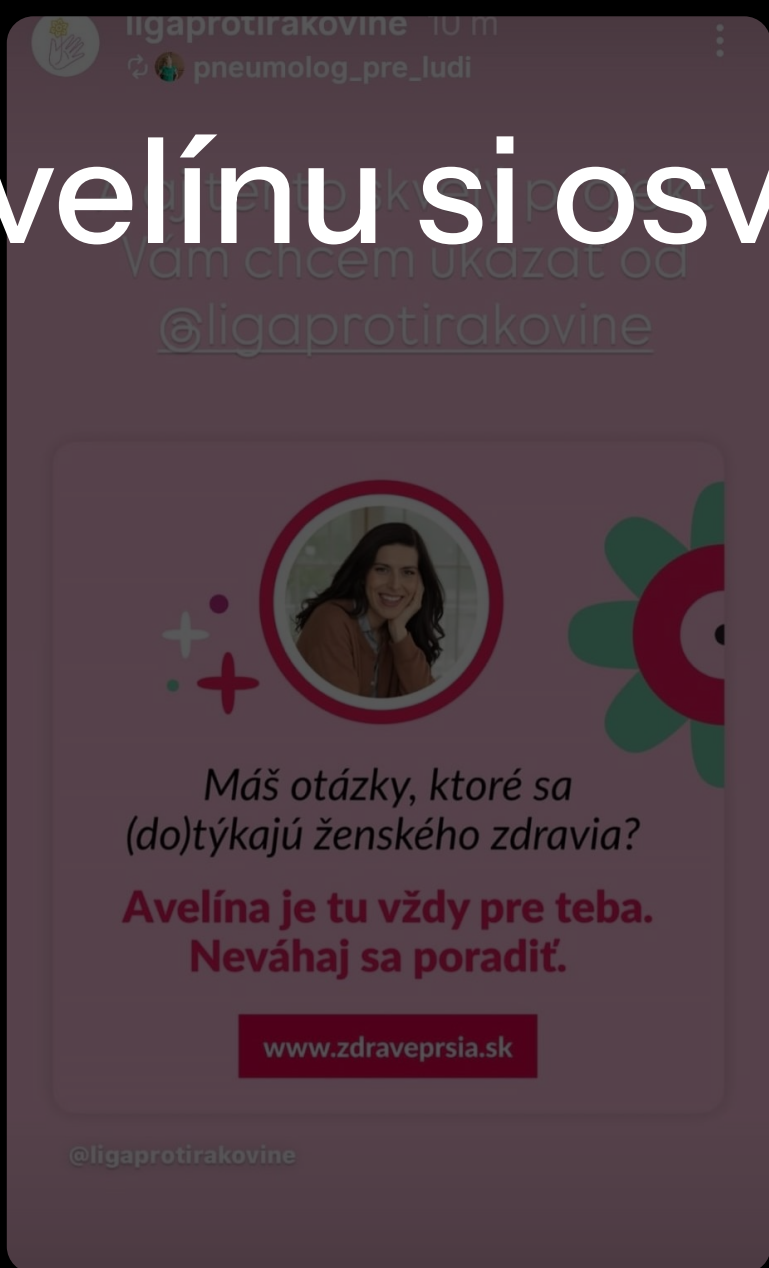 ligaprotirakovine 10 m
pneumolog_pre_ludi
velínu si osv
Vám chcem ukázať od
@ligaprotirakovine
Máš otázky, ktoré sa
(do)týkajú ženského zdravia?
Avelína je tu vždy pre teba.
Neváhaj sa poradiť.
www.zdraveprsia.sk
@ligaprotirakovine